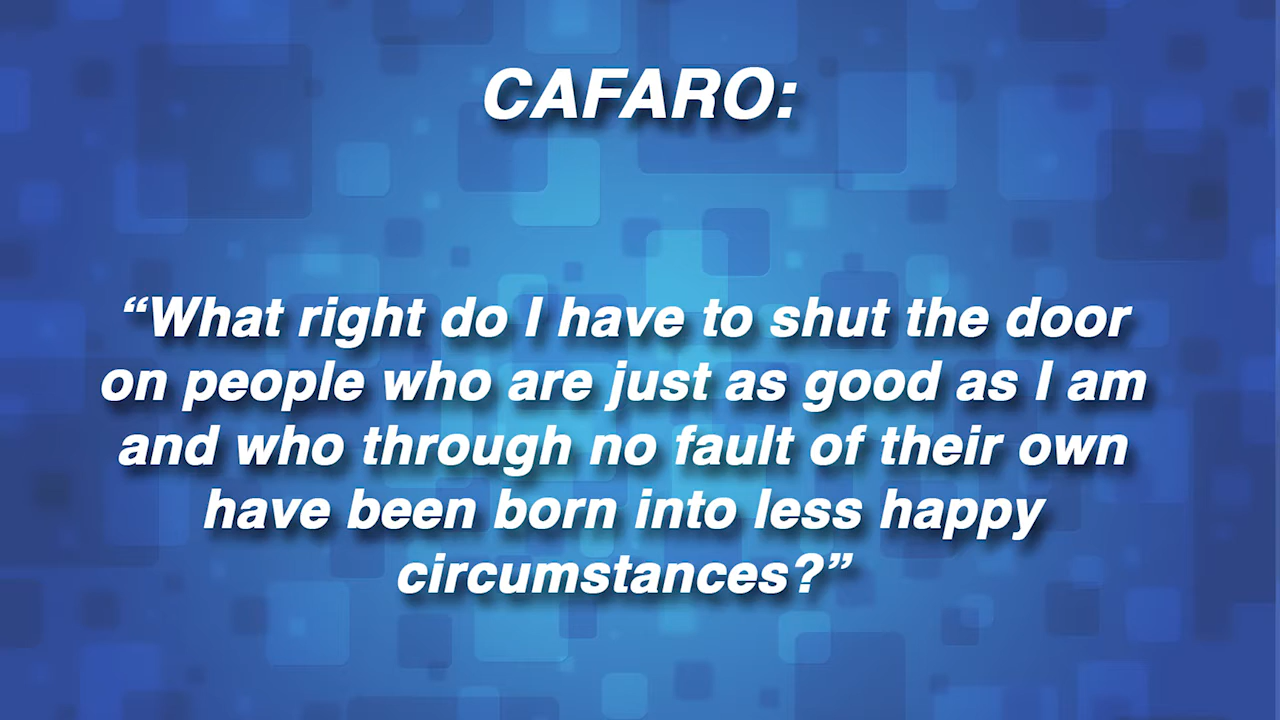 CAFARO:
“What right do I have to shut the door
on people who are just as good as I am
and who through no fault of their own
have been born into less happy
circumstances?”